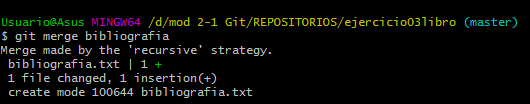 Usuario@Asus MINGW64 /d/mod 2-1 Git/REPOSITORIOS/ejercicio03libro (master)
$ git merge bibliografia
Merge made by the 'recursive' strategy.
 bibliografia.txt | 1 +
 1 file changed, 1 insertion(+)
 create mode 100644 bibliografia.txt